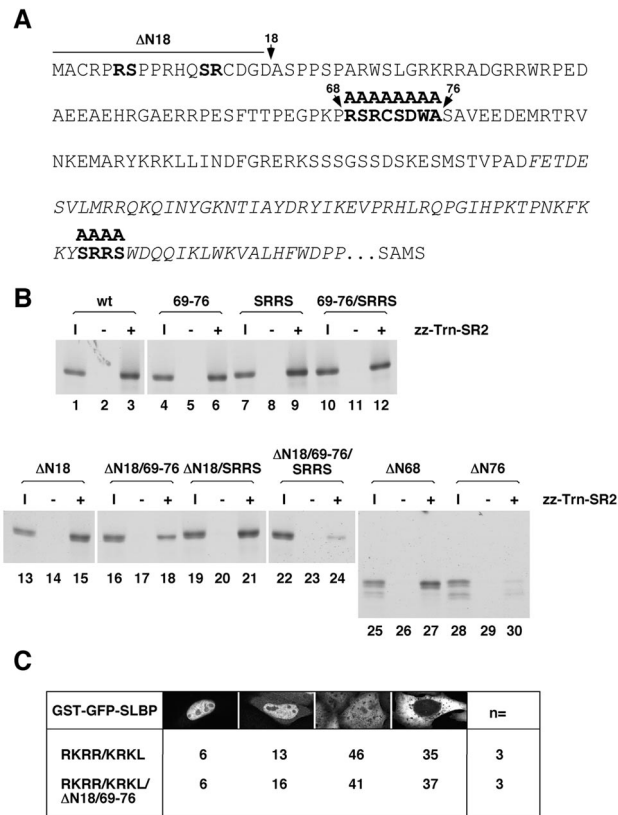 A
ΔN18 18
MACRPRSPPRHQSRCDGDASPPSPARWSLGRKRRADGRRWRPED
68 AAAAAAAA 76
AEEAEHRGAERRPESFTTPEGPKPRSRCSDWASAVEEDEMRTRV
NKEMARYKRKLLINDFGRERKSSSGSSDSKESMSTVPADFETDE
SVLMRRQKQINYGKNTIAYDRYIKEVPRHLRQPGIHPKTPNKFK
AAAA
KYSRRSWDQQIKLWKVALHFWDPP...SAMS
B
wt 69-76 SRRS 69-76/SRRS
I - + I - + I - + I - + zz-Trn-SR2
1 2 3 4 5 6 7 8 9 10 11 12
ΔN18 ΔN18/69-76 ΔN18/SRRS ΔN18/69-76/SRRS ΔN68 ΔN76
I - + I - + I - + I - + I - + I - + zz-Trn-SR2
13 14 15 16 17 18 19 20 21 22 23 24
25 26 27 28 29 30
C
GST-GFP-SLBP n=
RKRR/KRKL 6 13 46 35 3
RKRR/KRKL/ 6 16 41 37 3
ΔN18/69-76